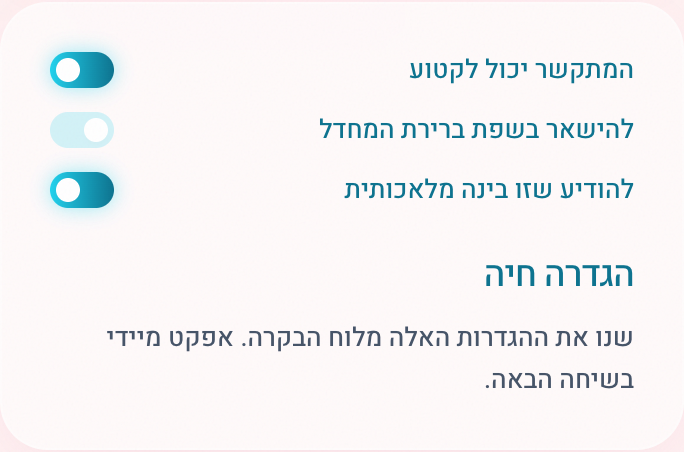 המתקשר יכול לקטוע
להישאר בשפת ברירת המחדל
להודיע שזו בינה מלאכותית
הגדרה חיה
שנו את ההגדרות האלה מלוח הבקרה. אפקט מיידי
בשיחה הבאה.